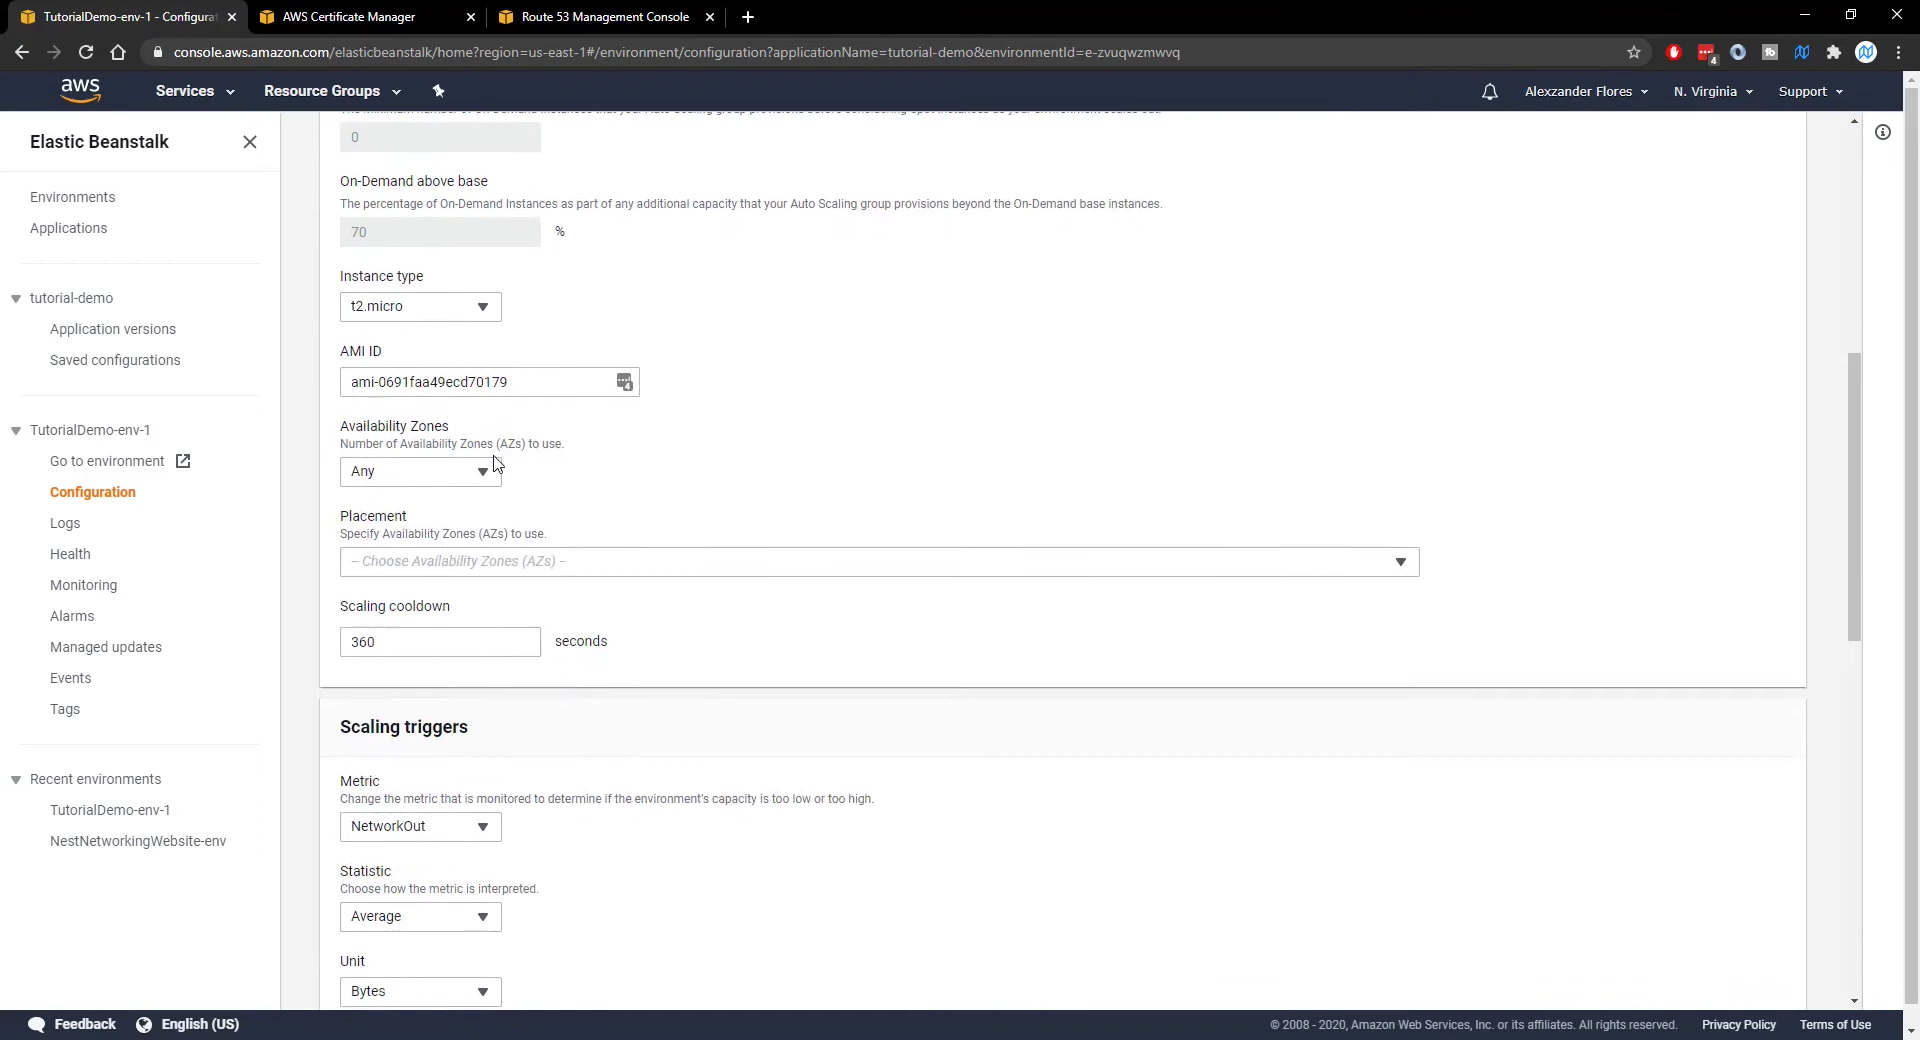 TutorialDemo-env-1 - Configurat
AWS Certificate Manager
Route 53 Management Console
console.aws.amazon.com/elasticbeanstalk/home?region=us-east-1#/environment/configuration?applicationName=tutorial-demo&environmentId=e-zvuqwzmwvq
4
aws
Services
Resource Groups
Alexzander Flores
N. Virginia
Support
Elastic Beanstalk
Environments
Applications
tutorial-demo
Application versions
Saved configurations
TutorialDemo-env-1
Go to environment
Configuration
Logs
Health
Monitoring
Alarms
Managed updates
Events
Tags
Recent environments
TutorialDemo-env-1
NestNetworkingWebsite-env
0
On-Demand above base
The percentage of On-Demand Instances as part of any additional capacity that your Auto Scaling group provisions beyond the On-Demand base instances.
70 %
Instance type
t2.micro
AMI ID
ami-0691faa49ecd70179
Availability Zones
Number of Availability Zones (AZs) to use.
Any
Placement
Specify Availability Zones (AZs) to use.
-- Choose Availability Zones (AZs) --
Scaling cooldown
360 seconds
Scaling triggers
Metric
Change the metric that is monitored to determine if the environment's capacity is too low or too high.
NetworkOut
Statistic
Choose how the metric is interpreted.
Average
Unit
Bytes
Feedback
English (US)
© 2008 - 2020, Amazon Web Services, Inc. or its affiliates. All rights reserved.
Privacy Policy
Terms of Use